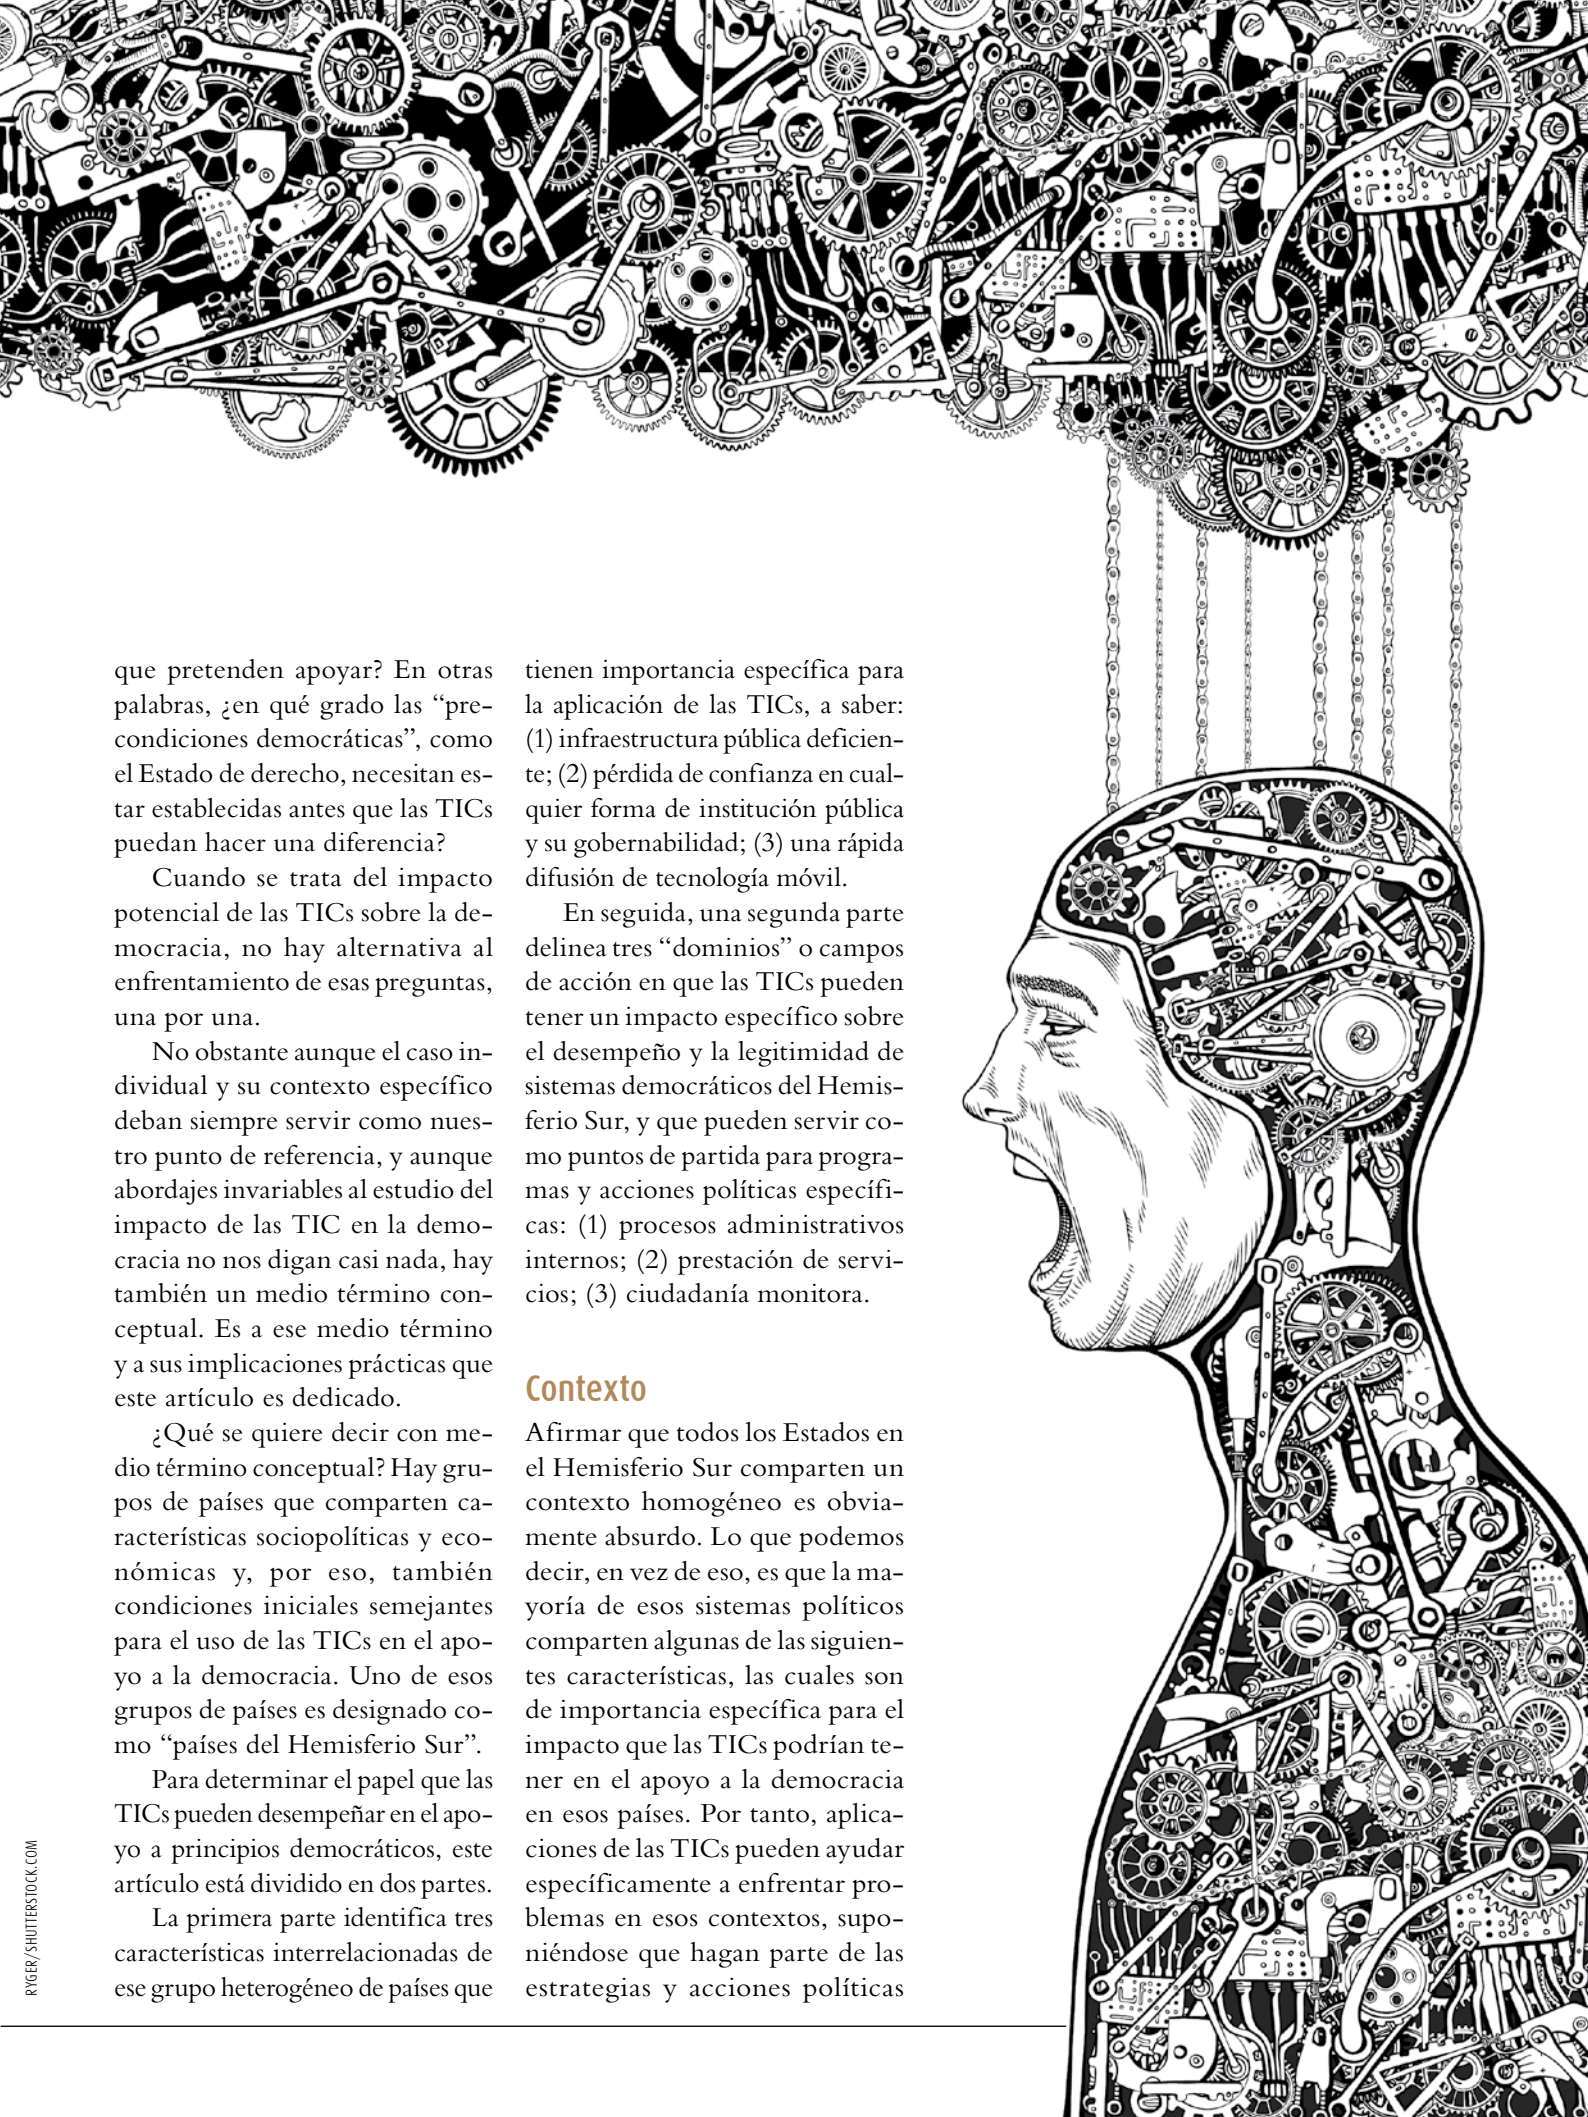 que pretenden apoyar? En otras
palabras, ¿en qué grado las “pre-
condiciones democráticas”, como
el Estado de derecho, necesitan es-
tar establecidas antes que las TICs
puedan hacer una diferencia?
Cuando se trata del impacto
potencial de las TICs sobre la de-
mocracia, no hay alternativa al
enfrentamiento de esas preguntas,
una por una.
No obstante aunque el caso in-
dividual y su contexto específico
deban siempre servir como nues-
tro punto de referencia, y aunque
abordajes invariables al estudio del
impacto de las TIC en la demo-
cracia no nos digan casi nada, hay
también un medio término con-
ceptual. Es a ese medio término
y a sus implicaciones prácticas que
este artículo es dedicado.
¿Qué se quiere decir con me-
dio término conceptual? Hay gru-
pos de países que comparten ca-
racterísticas sociopolíticas y eco-
nómicas y, por eso, también
condiciones iniciales semejantes
para el uso de las TICs en el apo-
yo a la democracia. Uno de esos
grupos de países es designado co-
mo “países del Hemisferio Sur”.
Para determinar el papel que las
TICs pueden desempeñar en el apo-
yo a principios democráticos, este
artículo está dividido en dos partes.
La primera parte identifica tres
características interrelacionadas de
ese grupo heterogéneo de países que
tienen importancia específica para
la aplicación de las TICs, a saber:
(1) infraestructura pública deficien-
te; (2) pérdida de confianza en cual-
quier forma de institución pública
y su gobernabilidad; (3) una rápida
difusión de tecnología móvil.
En seguida, una segunda parte
delinea tres “dominios” o campos
de acción en que las TICs pueden
tener un impacto específico sobre
el desempeño y la legitimidad de
sistemas democráticos del Hemis-
ferio Sur, y que pueden servir co-
mo puntos de partida para progra-
mas y acciones políticas específi-
cas: (1) procesos administrativos
internos; (2) prestación de servi-
cios; (3) ciudadanía monitora.
Contexto
Afirmar que todos los Estados en
el Hemisferio Sur comparten un
contexto homogéneo es obvia-
mente absurdo. Lo que podemos
decir, en vez de eso, es que la ma-
yoría de esos sistemas políticos
comparten algunas de las siguien-
tes características, las cuales son
de importancia específica para el
impacto que las TICs podrían te-
ner en el apoyo a la democracia
en esos países. Por tanto, aplica-
ciones de las TICs pueden ayudar
específicamente a enfrentar pro-
blemas en esos contextos, supo-
niéndose que hagan parte de las
estrategias y acciones políticas
RYGER/SHUTTERSTOCK.COM